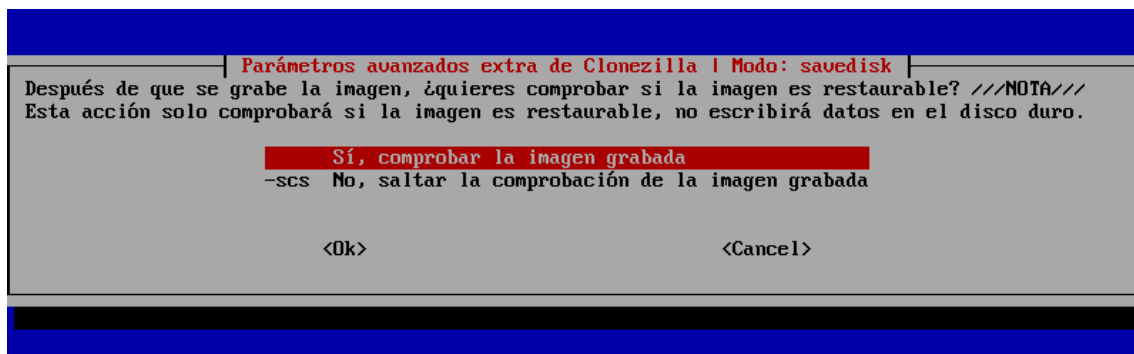 Parámetros avanzados extra de Clonezilla | Modo: savedisk
Después de que se grabe la imagen, ¿quieres comprobar si la imagen es restaurable? ///NOTA///
Esta acción solo comprobará si la imagen es restaurable, no escribirá datos en el disco duro.
Sí, comprobar la imagen grabada
-scs No, saltar la comprobación de la imagen grabada
<Ok> <Cancel>